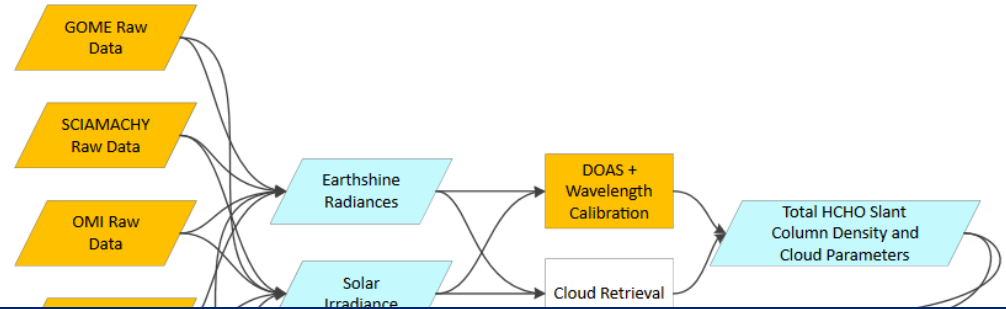 GOME Raw
Data
SCIAMACHY
Raw Data
OMI Raw
Data
Earthshine
Radiances
Solar
Irradiance
DOAS +
Wavelength
Calibration
Cloud Retrieval
Total HCHO Slant
Column Density and
Cloud Parameters